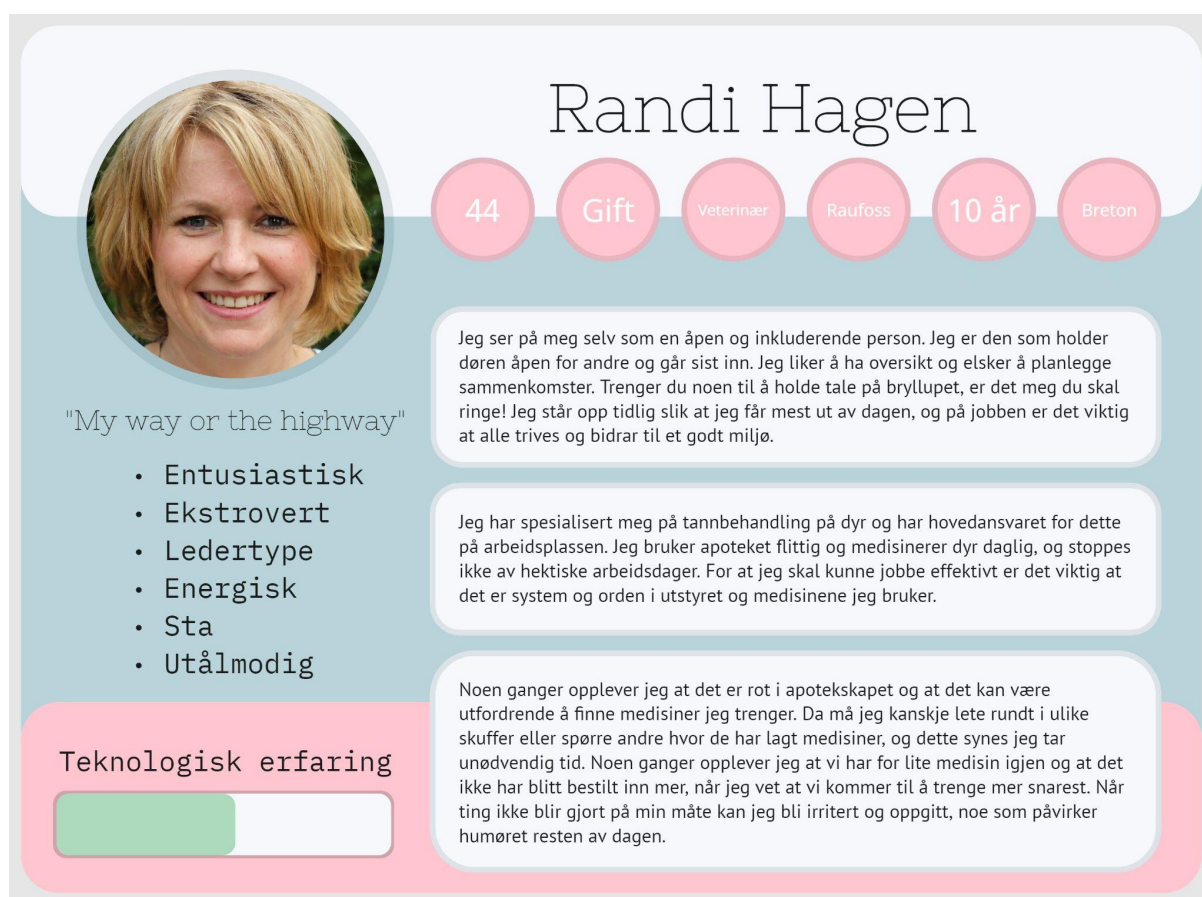 Randi Hagen
44 Gift Veterinær Raufoss 10 år Breton
"My way or the highway"
• Entusiastisk
• Ekstrovert
• Ledertype
• Energisk
• Sta
• Utålmodig
Teknologisk erfaring
Jeg ser på meg selv som en åpen og inkluderende person. Jeg er den som holder
døren åpen for andre og går sist inn. Jeg liker å ha oversikt og elsker å planlegge
sammenkomster. Trenger du noen til å holde tale på bryllupet, er det meg du skal
ringe! Jeg står opp tidlig slik at jeg får mest ut av dagen, og på jobben er det viktig
at alle trives og bidrar til et godt miljø.
Jeg har spesialisert meg på tannbehandling på dyr og har hovedansvaret for dette
på arbeidsplassen. Jeg bruker apoteket flittig og medisinerer dyr daglig, og stoppes
ikke av hektiske arbeidsdager. For at jeg skal kunne jobbe effektivt er det viktig at
det er system og orden i utstyret og medisinene jeg bruker.
Noen ganger opplever jeg at det er rot i apotekskapet og at det kan være
utfordrende å finne medisiner jeg trenger. Da må jeg kanskje lete rundt i ulike
skuffer eller spørre andre hvor de har lagt medisiner, og dette synes jeg tar
unødvendig tid. Noen ganger opplever jeg at vi har for lite medisin igjen og at det
ikke har blitt bestilt inn mer, når jeg vet at vi kommer til å trenge mer snarest. Når
ting ikke blir gjort på min måte kan jeg bli irritert og oppgitt, noe som påvirker
humøret resten av dagen.